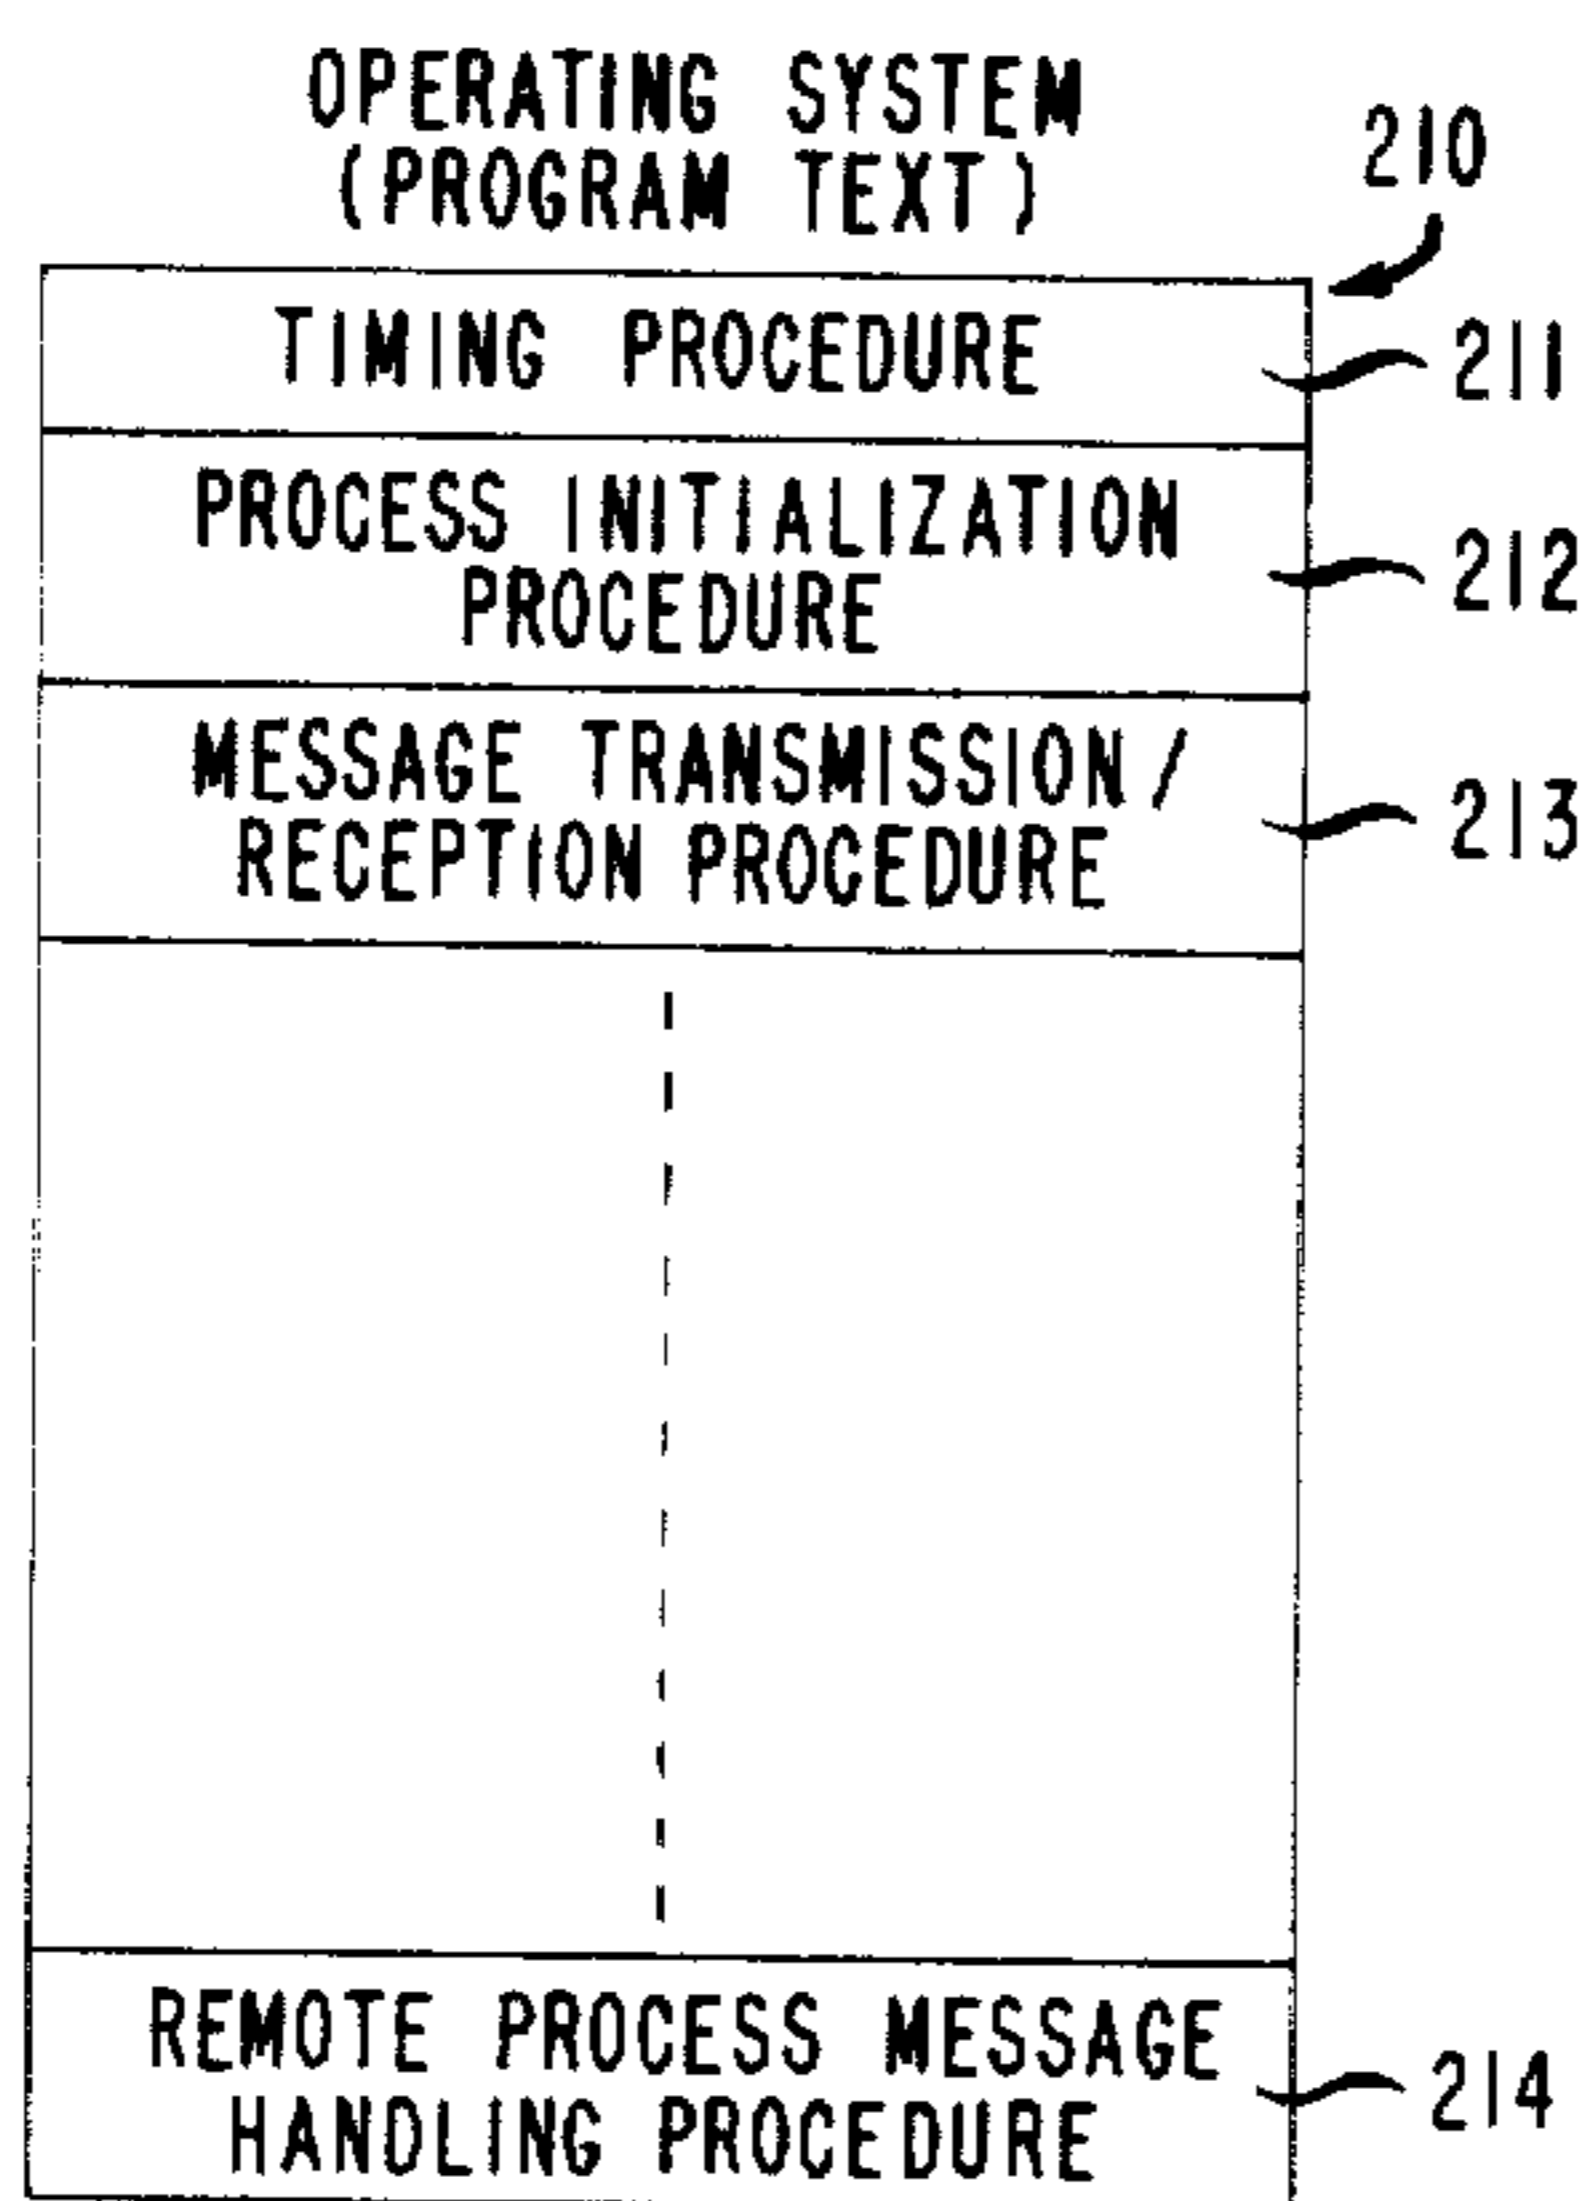 OPERATING SYSTEM
(PROGRAM TEXT)
210
TIMING PROCEDURE
211
PROCESS INITIALIZATION
PROCEDURE
212
MESSAGE TRANSMISSION/
RECEPTION PROCEDURE
213
REMOTE PROCESS MESSAGE
HANDLING PROCEDURE
214